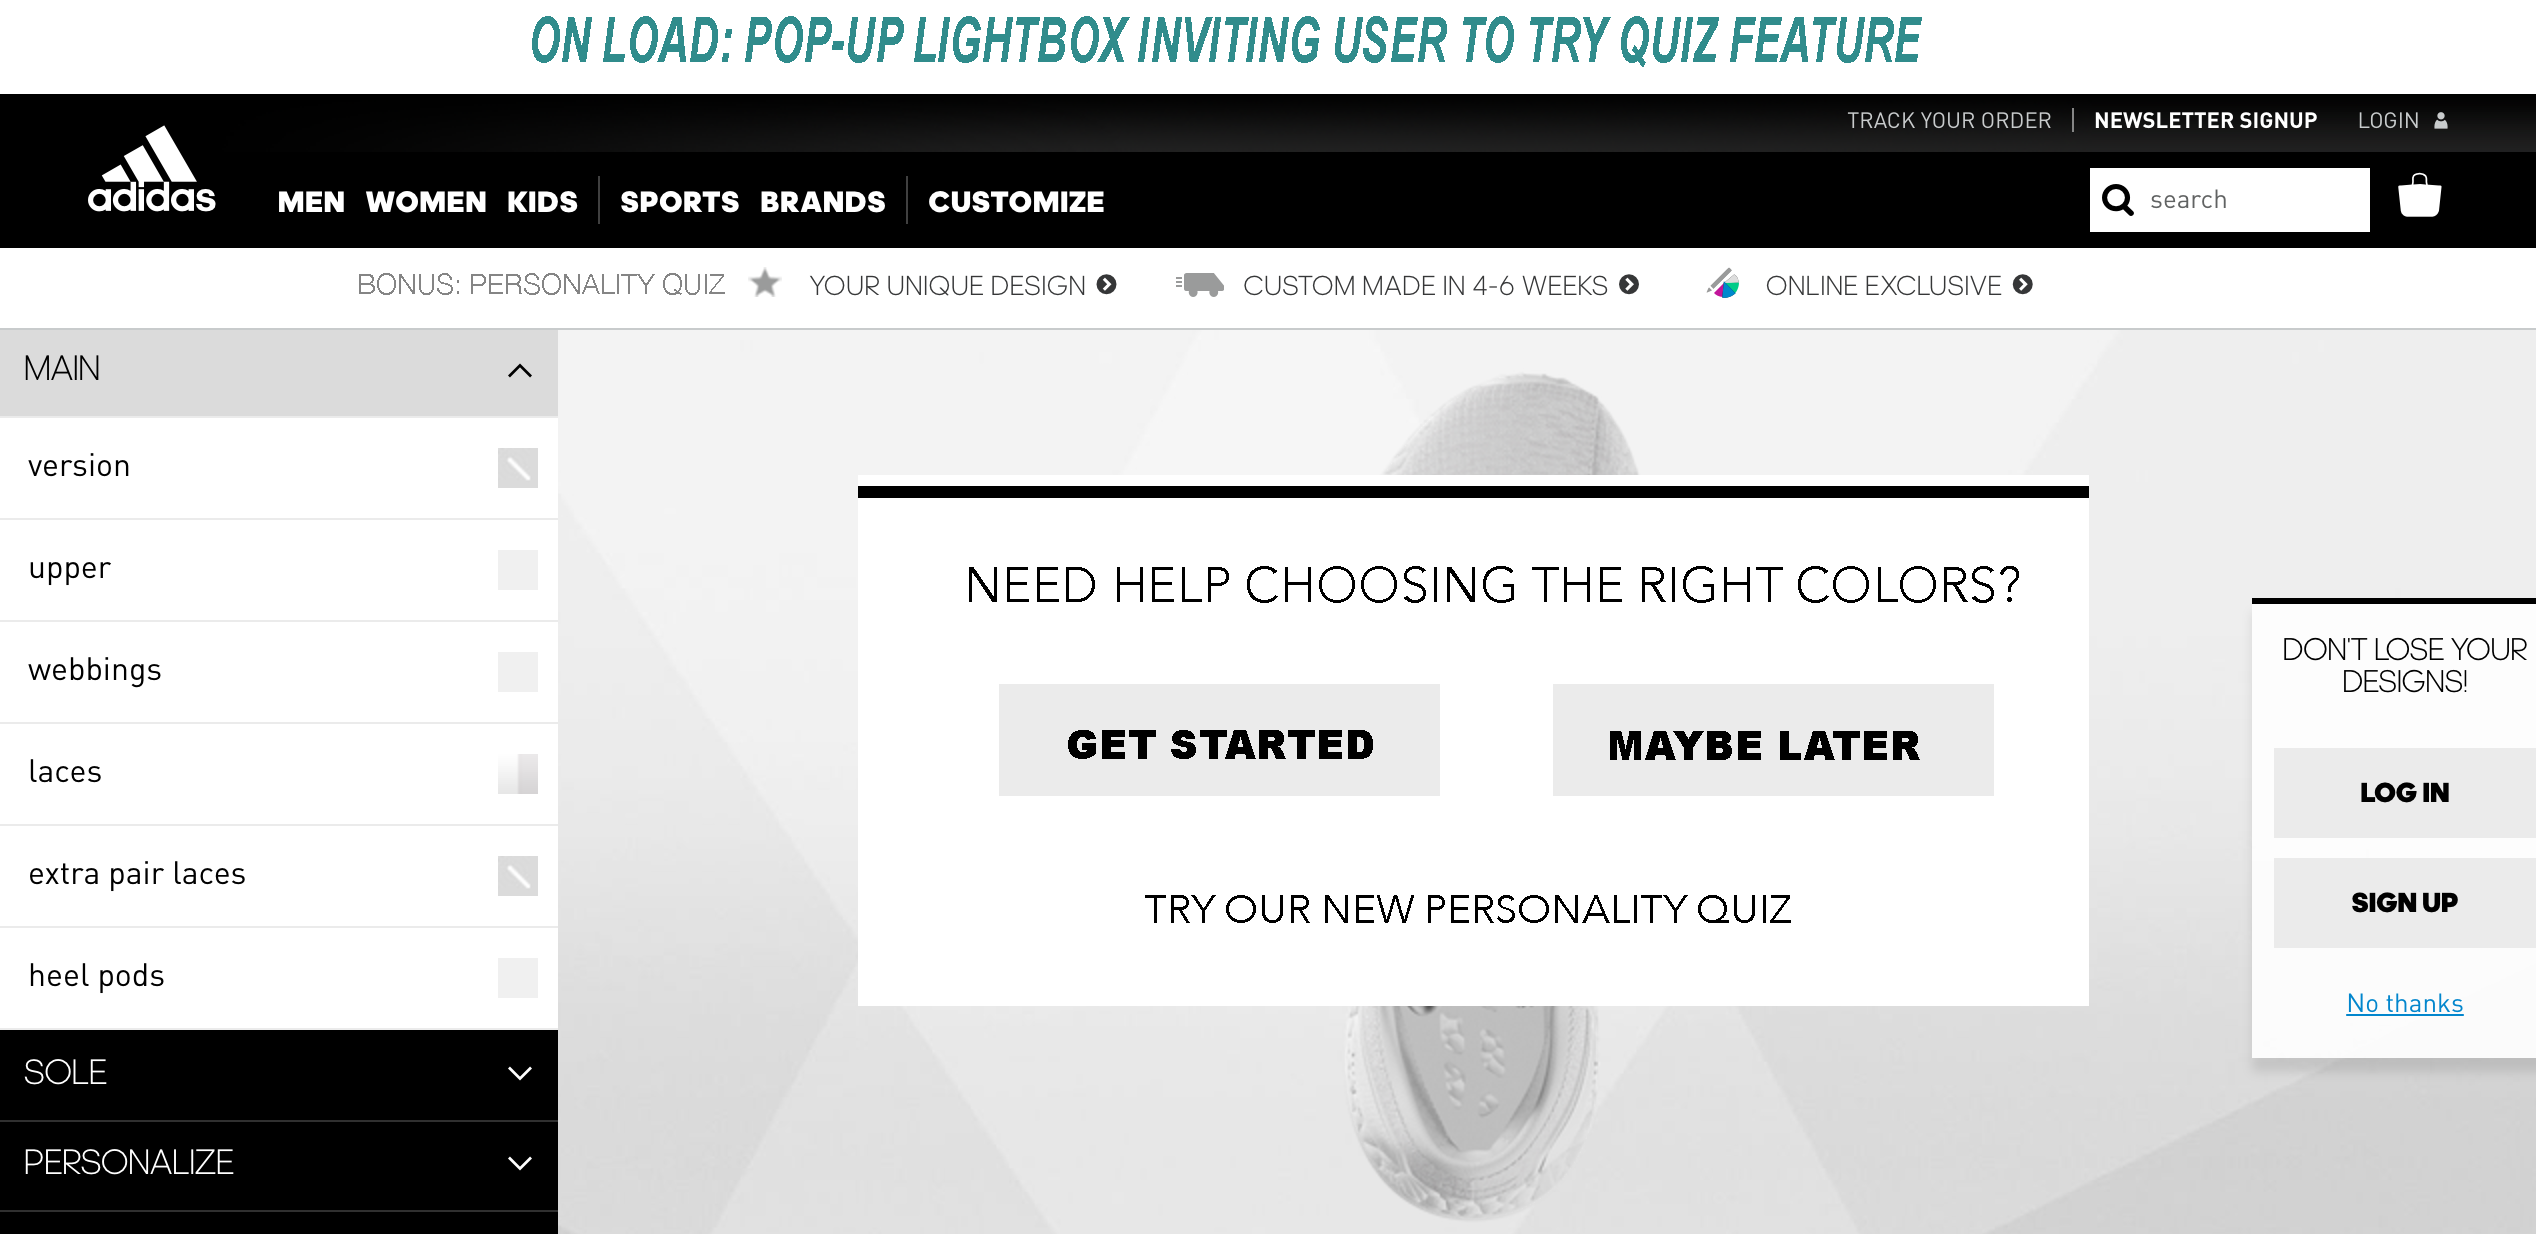 ON LOAD: POP-UP LIGHTBOX INVITING USER TO TRY QUIZ FEATURE
TRACK YOUR ORDER | NEWSLETTER SIGNUP LOGIN
adidas
MEN WOMEN KIDS | SPORTS BRANDS | CUSTOMIZE
search
BONUS: PERSONALITY QUIZ YOUR UNIQUE DESIGN CUSTOM MADE IN 4-6 WEEKS ONLINE EXCLUSIVE
MAIN
version
upper
webbings
laces
extra pair laces
heel pods
SOLE
PERSONALIZE
NEED HELP CHOOSING THE RIGHT COLORS?
GET STARTED
MAYBE LATER
TRY OUR NEW PERSONALITY QUIZ
DON'T LOSE YOUR
DESIGNS!
LOG IN
SIGN UP
No thanks